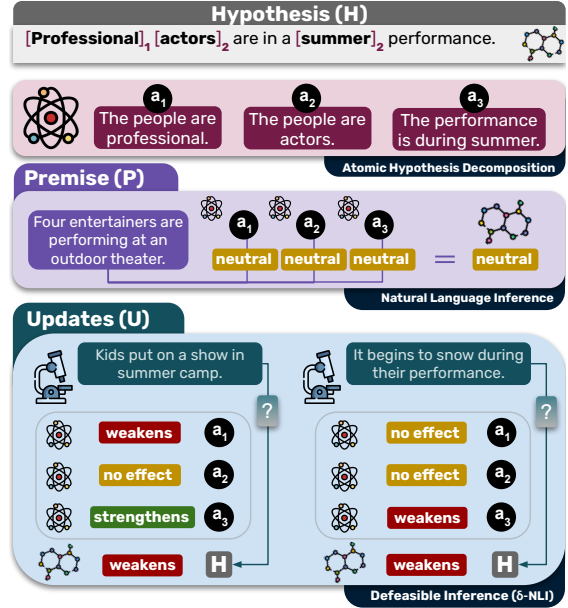 Hypothesis (H)
[Professional]1 [actors]2 are in a [summer]2 performance.
a1 a2 a3
The people are professional.
The people are actors.
The performance is during summer.
Atomic Hypothesis Decomposition
Premise (P)
Four entertainers are
performing at an
outdoor theater.
a1 a2 a3
neutral neutral neutral = neutral
Natural Language Inference
Updates (U)
Kids put on a show in
summer camp.
?
weakens a1
no effect a2
strengthens a3
weakens H
It begins to snow during
their performance.
?
no effect a1
no effect a2
weakens a3
weakens H
Defeasible Inference (δ-NLI)